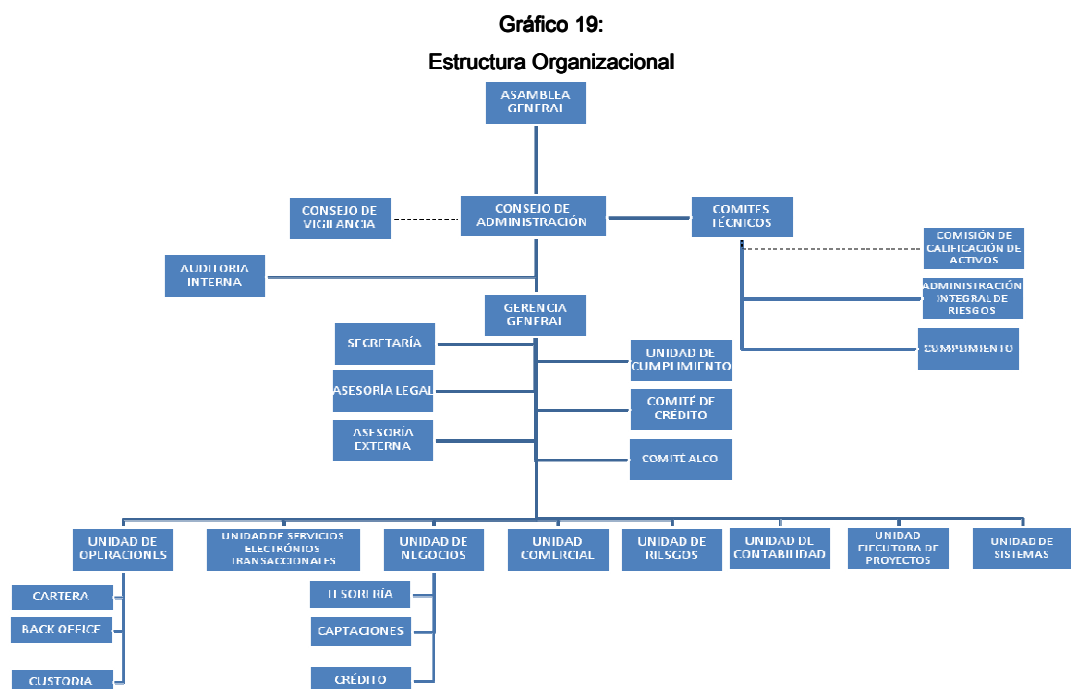 Gráfico 19:
Estructura Organizacional
ASAMBLEA
GENERAL
CONSEJO DE
VIGILANCIA
CONSEJO DE
ADMINISTRACIÓN
COMITES
TÉCNICOS
COMISIÓN DE
CALIFICACIÓN DE
ACTIVOS
AUDITORIA
INTERNA
ADMINISTRACIÓN
INTEGRAL DE
RIESGOS
GERENCIA
GENERAL
SECRETARÍA
CUMPLIMIENTO
UNIDAD DE
CUMPLIMIENTO
ASESORÍA LEGAL
COMITÉ DE
CRÉDITO
ASESORÍA
EXTERNA
COMITÉ ALCO
UNIDAD DE
OPERACIONES
UNIDAD DE SERVICIOS
ELECTRÓNIOS
TRANSACCIONALES
UNIDAD DE
NEGOCIOS
UNIDAD
COMERCIAL
UNIDAD DE
RIESGOS
UNIDAD DE
CONTABILIDAD
UNIDAD
EJECUTORA DE
PROYECTOS
UNIDAD DE
SISTEMAS
CARTERA
BACK OFFICE
CUSTODIA
TESORERÍA
CAPTACIONES
CRÉDITO